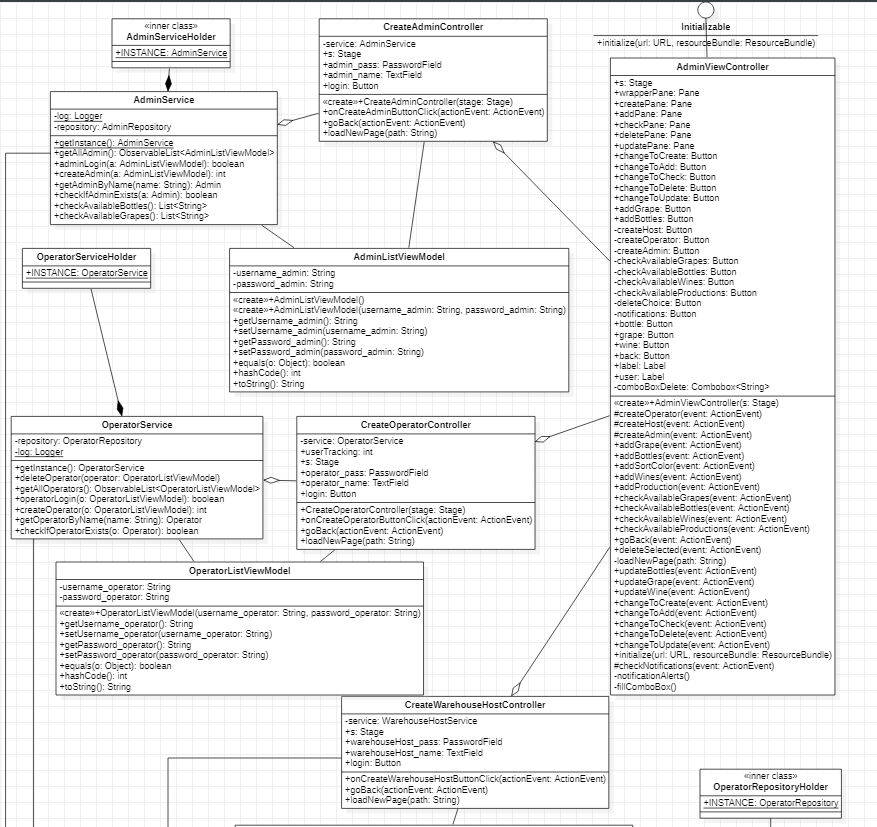 «inner class»
AdminServiceHolder
+INSTANCE: AdminService
CreateAdminController
-service: AdminService
+s: Stage
+admin_pass: PasswordField
+admin_name: TextField
+login: Button
«create»+CreateAdminController(stage: Stage)
+onCreateAdminButtonClick(actionEvent: ActionEvent)
+goBack(actionEvent: ActionEvent)
+loadNewPage(path: String)
Initializable
+initialize(url: URL, resourceBundle: ResourceBundle)
AdminService
-log: Logger
-repository: AdminRepository
+getInstance(): AdminService
+getAllAdmin(): ObservableList<AdminListViewModel>
+adminLogin(a: AdminListViewModel): boolean
+createAdmin(a: AdminListViewModel): int
+getAdminByName(name: String): Admin
+checkIfAdminExists(a: Admin): boolean
+checkAvailableBottles(): List<String>
+checkAvailableGrapes(): List<String>
AdminViewController
+s: Stage
+wrapperPane: Pane
+createPane: Pane
+addPane: Pane
+checkPane: Pane
+deletePane: Pane
+updatePane: Pane
+changeToCreate: Button
+changeToAdd: Button
+changeToCheck: Button
+changeToDelete: Button
+changeToUpdate: Button
+addGrape: Button
+addBottles: Button
-createHost: Button
-createOperator: Button
-createAdmin: Button
-checkAvailableGrapes: Button
-checkAvailableBottles: Button
-checkAvailableWines: Button
-checkAvailableProductions: Button
-deleteChoice: Button
-notifications: Button
+bottle: Button
+grape: Button
+wine: Button
+back: Button
+label: Label
+user: Label
-comboBoxDelete: Combobox<String>
«create»+AdminViewController(s: Stage)
#createOperator(event: ActionEvent)
#createHost(event: ActionEvent)
#createAdmin(event: ActionEvent)
+addGrape(event: ActionEvent)
+addBottles(event: ActionEvent)
+addSortColor(event: ActionEvent)
+addWines(event: ActionEvent)
+addProduction(event: ActionEvent)
+checkAvailableGrapes(event: ActionEvent)
+checkAvailableBottles(event: ActionEvent)
+checkAvailableWines(event: ActionEvent)
+checkAvailableProductions(event: ActionEvent)
+goBack(event: ActionEvent)
+deleteSelected(event: ActionEvent)
-loadNewPage(path: String)
+updateBottles(event: ActionEvent)
+updateGrape(event: ActionEvent)
+updateWine(event: ActionEvent)
+changeToCreate(event: ActionEvent)
+changeToAdd(event: ActionEvent)
+changeToCheck(event: ActionEvent)
+changeToDelete(event: ActionEvent)
+changeToUpdate(event: ActionEvent)
+initialize(url: URL, resourceBundle: ResourceBundle)
#checkNotifications(event: ActionEvent)
-notificationAlerts()
-fillComboBox()
OperatorServiceHolder
+INSTANCE: OperatorService
AdminListViewModel
-username_admin: String
-password_admin: String
«create»+AdminListViewModel()
«create»+AdminListViewModel(username_admin: String, password_admin: String)
+getUsername_admin(): String
+setUsername_admin(username_admin: String)
+getPassword_admin(): String
+setPassword_admin(password_admin: String)
+equals(o: Object): boolean
+hashCode(): int
+toString(): String
OperatorService
-repository: OperatorRepository
-log: Logger
+getInstance(): OperatorService
+deleteOperator(operator: OperatorListViewModel)
+getAllOperators(): ObservableList<OperatorListViewModel>
+operatorLogin(o: OperatorListViewModel): boolean
+createOperator(o: OperatorListViewModel): int
+getOperatorByName(name: String): Operator
+checkIfOperatorExists(o: Operator): boolean
CreateOperatorController
-service: OperatorService
+userTracking: int
+s: Stage
+operator_pass: PasswordField
+operator_name: TextField
+login: Button
+CreateOperatorController(stage: Stage)
+onCreateOperatorButtonClick(actionEvent: ActionEvent)
+goBack(actionEvent: ActionEvent)
+loadNewPage(path: String)
OperatorListViewModel
-username_operator: String
-password_operator: String
«create»+OperatorListViewModel(username_operator: String, password_operator: String)
+getUsername_operator(): String
+setUsername_operator(username_operator: String)
+getPassword_operator(): String
+setPassword_operator(password_operator: String)
+equals(o: Object): boolean
+hashCode(): int
+toString(): String
CreateWarehouseHostController
-service: WarehouseHostService
+s: Stage
+warehouseHost_pass: PasswordField
+warehouseHost_name: TextField
+login: Button
+onCreateWarehouseHostButtonClick(actionEvent: ActionEvent)
+goBack(actionEvent: ActionEvent)
+loadNewPage(path: String)
«inner class»
OperatorRepositoryHolder
+INSTANCE: OperatorRepository